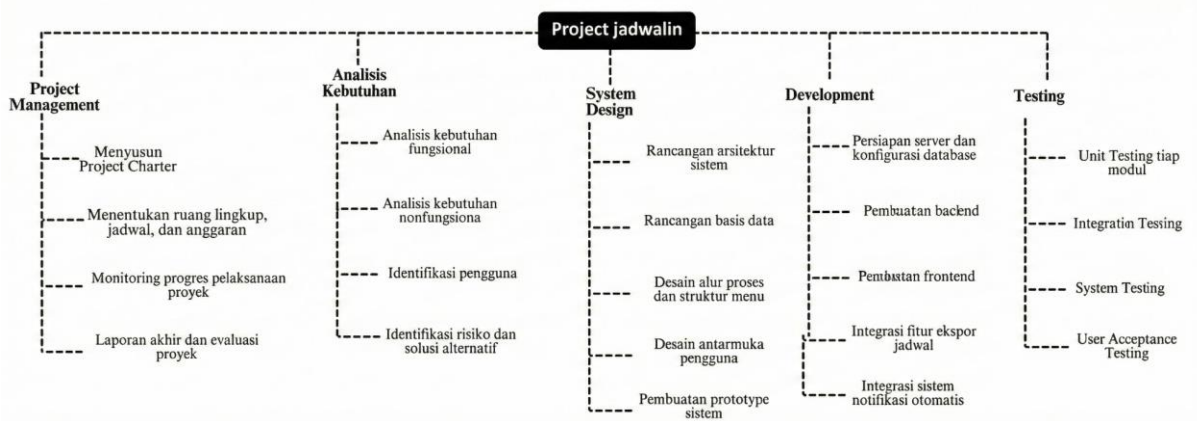 Project jadwalin
Project
Management
Menyusun
Project Charter
Menentukan ruang lingkup,
jadwal, dan anggaran
Monitoring progres pelaksanaan
proyek
Laporan akhir dan evaluasi
proyek
Analisis
Kebutuhan
Analisis kebutuhan
fungsional
Analisis kebutuhan
nonfungsiona
Identifikasi pengguna
Identifikasi risiko dan
solusi alternatif
System
Design
Rancangan arsitektur
sistem
Rancangan basis data
Desain alur proses
dan struktur menu
Desain antarmuka
pengguna
Pembuatan prototype
sistem
Development
Persiapan server dan
konfigurasi database
Pembuatan backend
Pembuatan frontend
Integrasi fitur ekspor
jadwal
Integrasi sistem
notifikasi otomatis
Testing
Unit Testing tiap
modul
Integratin Tessing
System Testing
User Acceptance
Testing